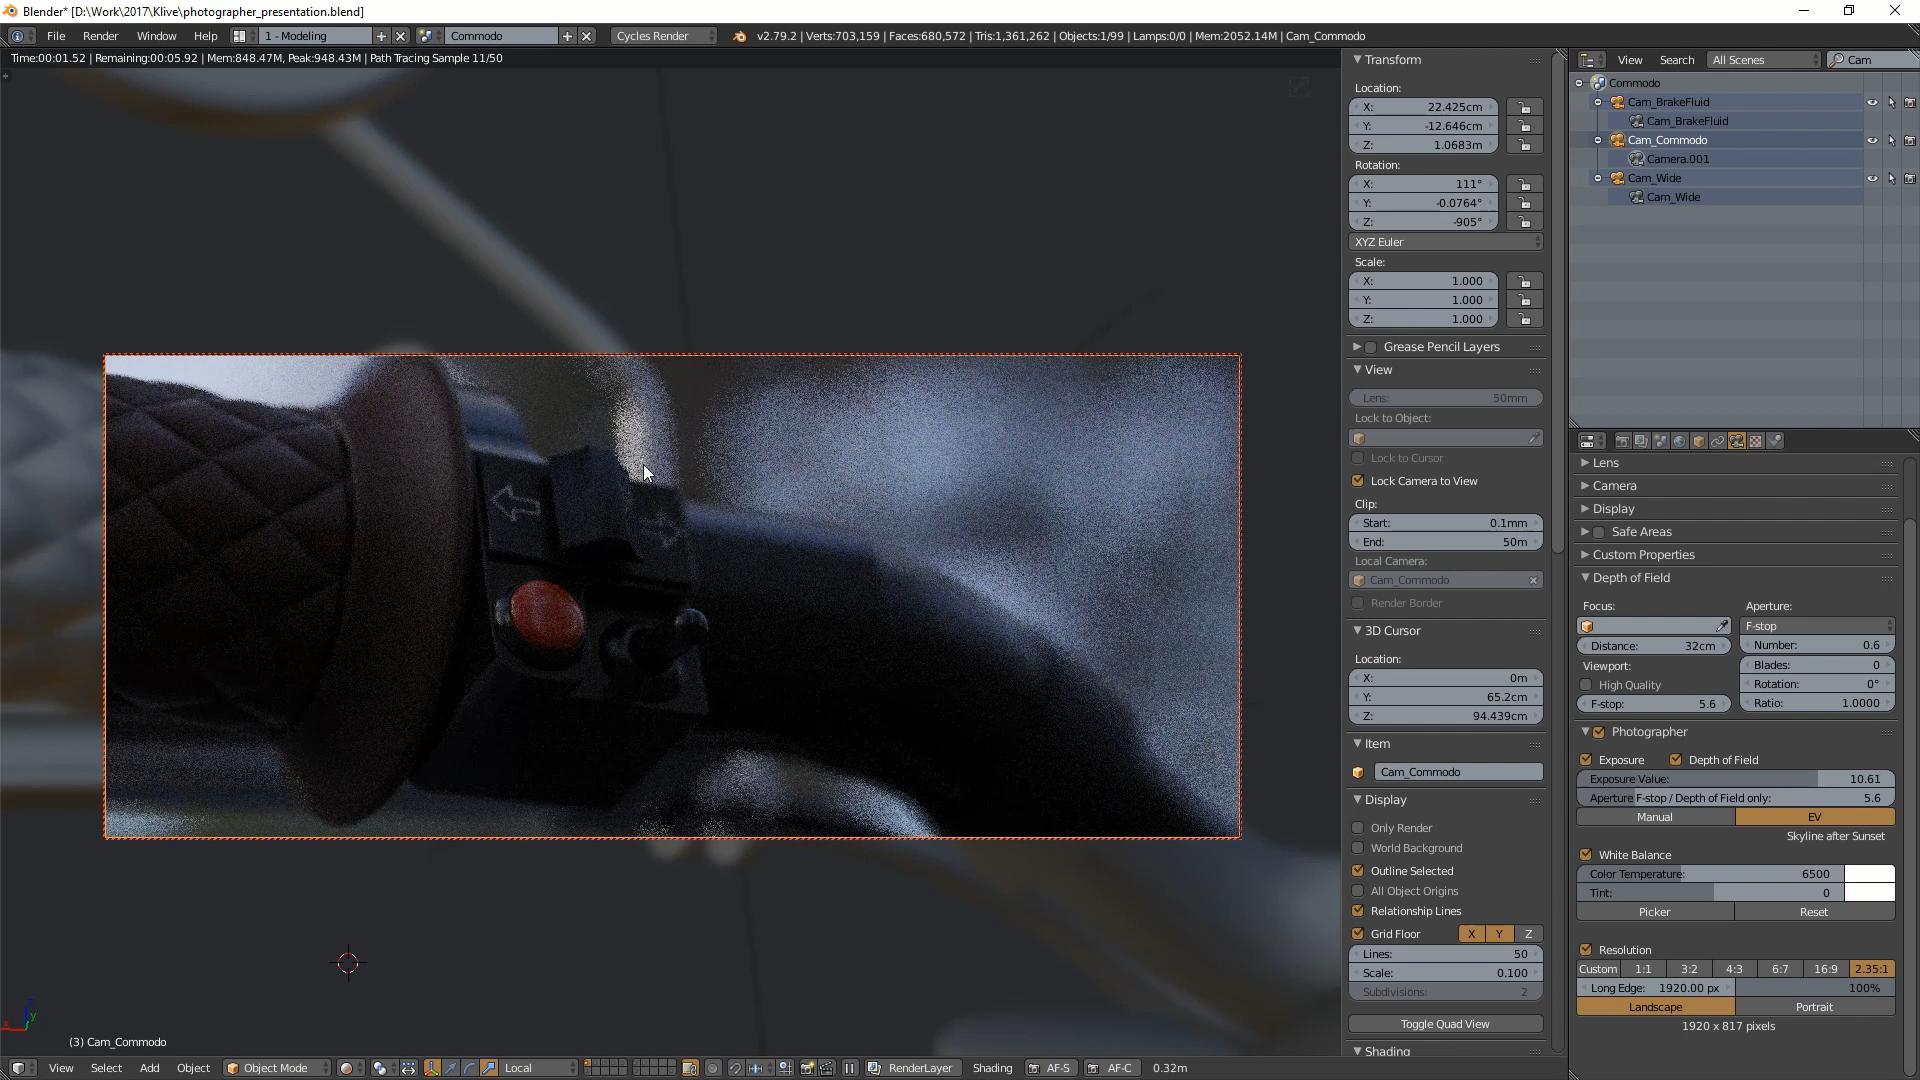 Blender* [D:\Work\2017\Klive\photographer_presentation.blend]
File Render Window Help 1 - Modeling Commodo Cycles Render v2.79.2 | Verts:703,159 | Faces:680,572 | Tris:1,361,262 | Objects:1/99 | Lamps:0/0 | Mem:2052.14M | Cam_Commodo
Time:00:01.52 | Remaining:00:05.92 | Mem:848.47M, Peak:948.43M | Path Tracing Sample 11/50
Transform
Location:
X: 22.425cm
Y: -12.646cm
Z: 1.0683m
Rotation:
X: 111°
Y: -0.0764°
Z: -905°
XYZ Euler
Scale:
X: 1.000
Y: 1.000
Z: 1.000
Grease Pencil Layers
View
Lens: 50mm
Lock to Object:
Lock to Cursor
Lock Camera to View
Clip:
Start: 0.1mm
End: 50m
Local Camera:
Cam_Commodo
Render Border
3D Cursor
Location:
X: 0m
Y: 65.2cm
Z: 94.439cm
Item
Cam_Commodo
Display
Only Render
World Background
Outline Selected
All Object Origins
Relationship Lines
Grid Floor X Y Z
Lines: 50
Scale: 0.100
Subdivisions: 2
Toggle Quad View
Shading
View Search All Scenes Cam
Commodo
Cam_BrakeFluid
Cam_BrakeFluid
Cam_Commodo
Camera.001
Cam_Wide
Cam_Wide
Lens
Camera
Display
Safe Areas
Custom Properties
Depth of Field
Focus: Aperture:
F-stop
Distance: 32cm Number: 0.6
Viewport: Blades: 0
High Quality Rotation: 0°
F-stop: 5.6 Ratio: 1.0000
Photographer
Exposure Depth of Field
Exposure Value: 10.61
Aperture F-stop / Depth of Field only: 5.6
Manual EV
Skyline after Sunset
White Balance
Color Temperature: 6500
Tint: 0
Picker Reset
Resolution
Custom 1:1 3:2 4:3 6:7 16:9 2.35:1
Long Edge: 1920.00 px 100%
Landscape Portrait
1920 x 817 pixels
x y
(3) Cam_Commodo
View Select Add Object Object Mode Local RenderLayer Shading AF-S AF-C 0.32m